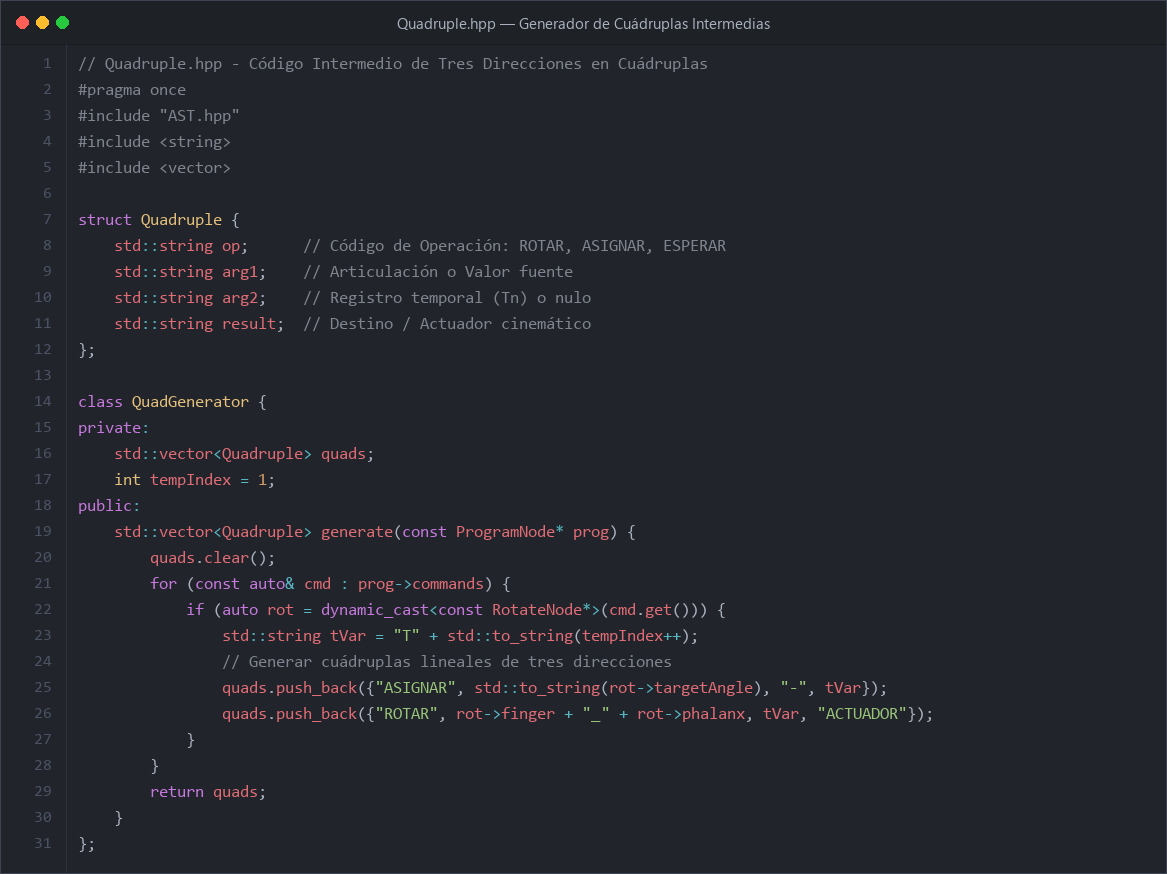 Quadruple.hpp — Generador de Cuádruplas Intermedias
1 // Quadruple.hpp - Código Intermedio de Tres Direcciones en Cuádruplas
2 #pragma once
3 #include "AST.hpp"
4 #include <string>
5 #include <vector>
6
7 struct Quadruple {
8     std::string op;      // Código de Operación: ROTAR, ASIGNAR, ESPERAR
9     std::string arg1;    // Articulación o Valor fuente
10     std::string arg2;    // Registro temporal (Tn) o nulo
11     std::string result;  // Destino / Actuador cinemático
12 };
13
14 class QuadGenerator {
15 private:
16     std::vector<Quadruple> quads;
17     int tempIndex = 1;
18 public:
19     std::vector<Quadruple> generate(const ProgramNode* prog) {
20         quads.clear();
21         for (const auto& cmd : prog->commands) {
22             if (auto rot = dynamic_cast<const RotateNode*>(cmd.get())) {
23                 std::string tVar = "T" + std::to_string(tempIndex++);
24                 // Generar cuádruplas lineales de tres direcciones
25                 quads.push_back({"ASIGNAR", std::to_string(rot->targetAngle), "-", tVar});
26                 quads.push_back({"ROTAR", rot->finger + "_" + rot->phalanx, tVar, "ACTUADOR"});
27             }
28         }
29         return quads;
30     }
31 };